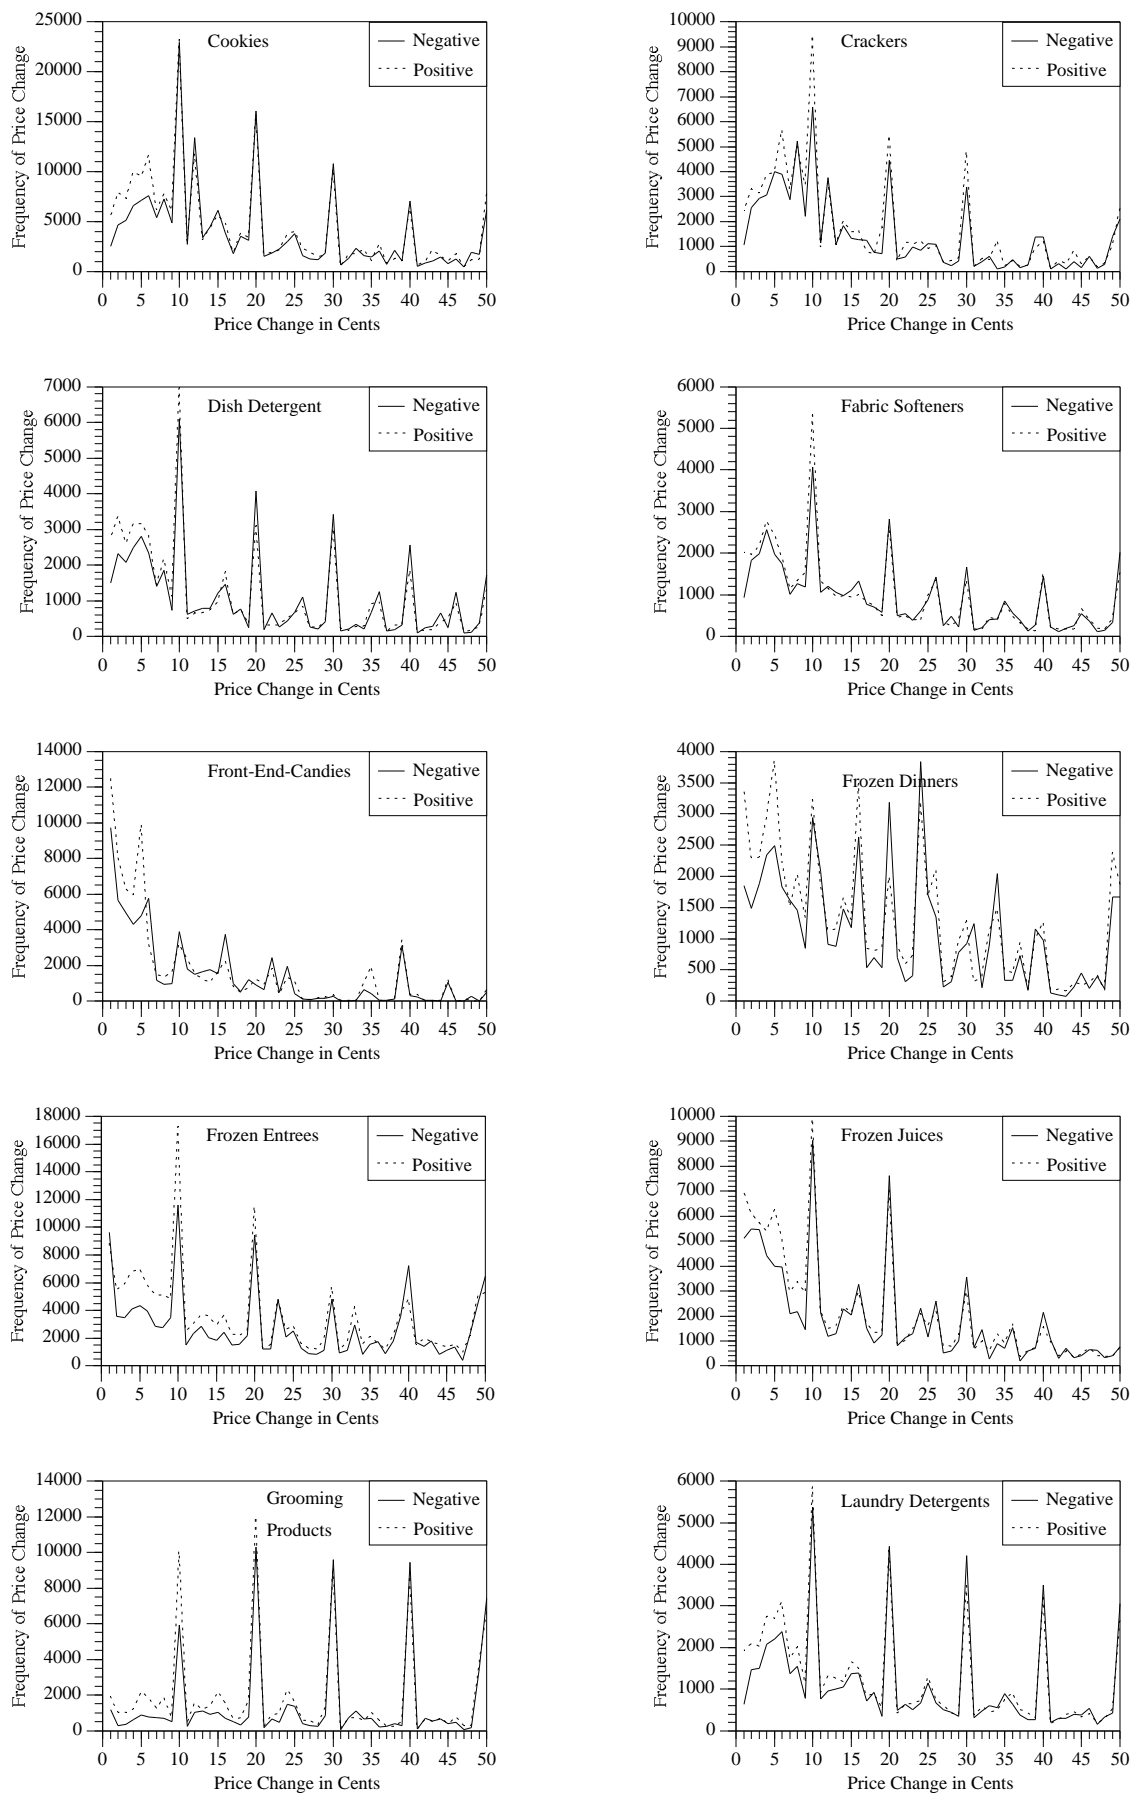 Cookies
Negative
Positive
Frequency of Price Change
25000
20000
15000
10000
5000
0
0 5 10 15 20 25 30 35 40 45 50
Price Change in Cents
Crackers
Negative
Positive
Frequency of Price Change
10000
9000
8000
7000
6000
5000
4000
3000
2000
1000
0
0 5 10 15 20 25 30 35 40 45 50
Price Change in Cents
Dish Detergent
Negative
Positive
Frequency of Price Change
7000
6000
5000
4000
3000
2000
1000
0
0 5 10 15 20 25 30 35 40 45 50
Price Change in Cents
Fabric Softeners
Negative
Positive
Frequency of Price Change
6000
5000
4000
3000
2000
1000
0
0 5 10 15 20 25 30 35 40 45 50
Price Change in Cents
Front-End-Candies
Negative
Positive
Frequency of Price Change
14000
12000
10000
8000
6000
4000
2000
0
0 5 10 15 20 25 30 35 40 45 50
Price Change in Cents
Frozen Dinners
Negative
Positive
Frequency of Price Change
4000
3500
3000
2500
2000
1500
1000
500
0
0 5 10 15 20 25 30 35 40 45 50
Price Change in Cents
Frozen Entrees
Negative
Positive
Frequency of Price Change
18000
16000
14000
12000
10000
8000
6000
4000
2000
0
0 5 10 15 20 25 30 35 40 45 50
Price Change in Cents
Frozen Juices
Negative
Positive
Frequency of Price Change
10000
9000
8000
7000
6000
5000
4000
3000
2000
1000
0
0 5 10 15 20 25 30 35 40 45 50
Price Change in Cents
Grooming
Products
Negative
Positive
Frequency of Price Change
14000
12000
10000
8000
6000
4000
2000
0
0 5 10 15 20 25 30 35 40 45 50
Price Change in Cents
Laundry Detergents
Negative
Positive
Frequency of Price Change
6000
5000
4000
3000
2000
1000
0
0 5 10 15 20 25 30 35 40 45 50
Price Change in Cents